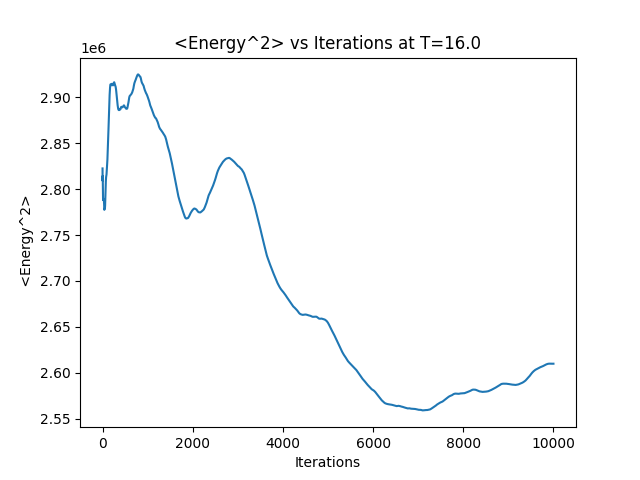 <Energy^2> vs Iterations at T=16.0
1e6
2.90
2.85
2.80
2.75
2.70
2.65
2.60
2.55
<Energy^2>
0 2000 4000 6000 8000 10000
Iterations